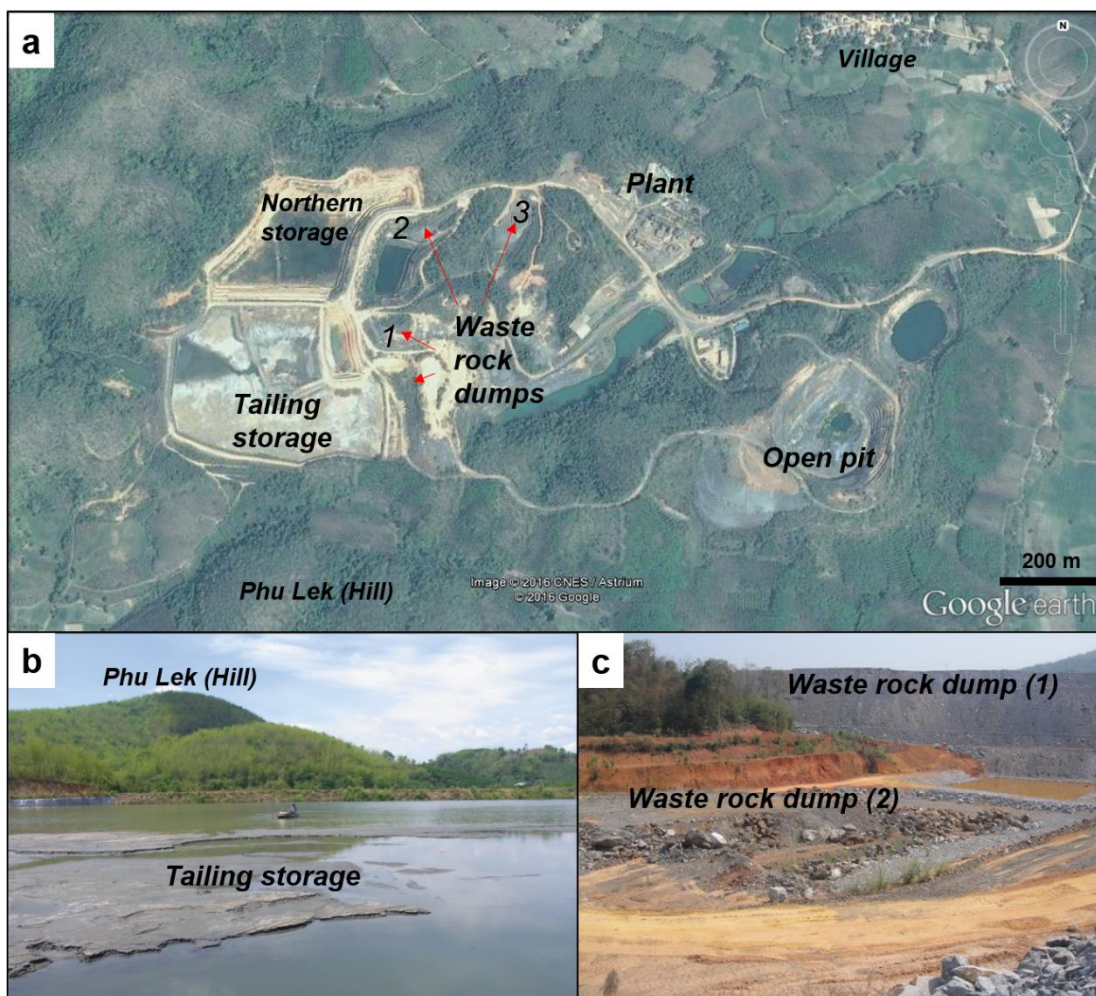 a
N
Village
Northern
storage
2
3
Plant
1
Waste
rock
dumps
Tailing
storage
Open pit
200 m
Phu Lek (Hill)
Image © 2016 CNES / Astrium
© 2016 Google
Google earth
b
Phu Lek (Hill)
Tailing storage
c
Waste rock dump (1)
Waste rock dump (2)